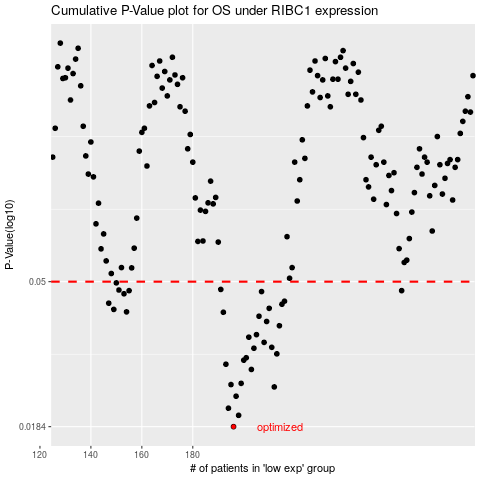 Cumulative P-Value plot for OS under RIBC1 expression
P-Value(log10)
0.05
0.0184
optimized
120 140 160 180
# of patients in 'low exp' group